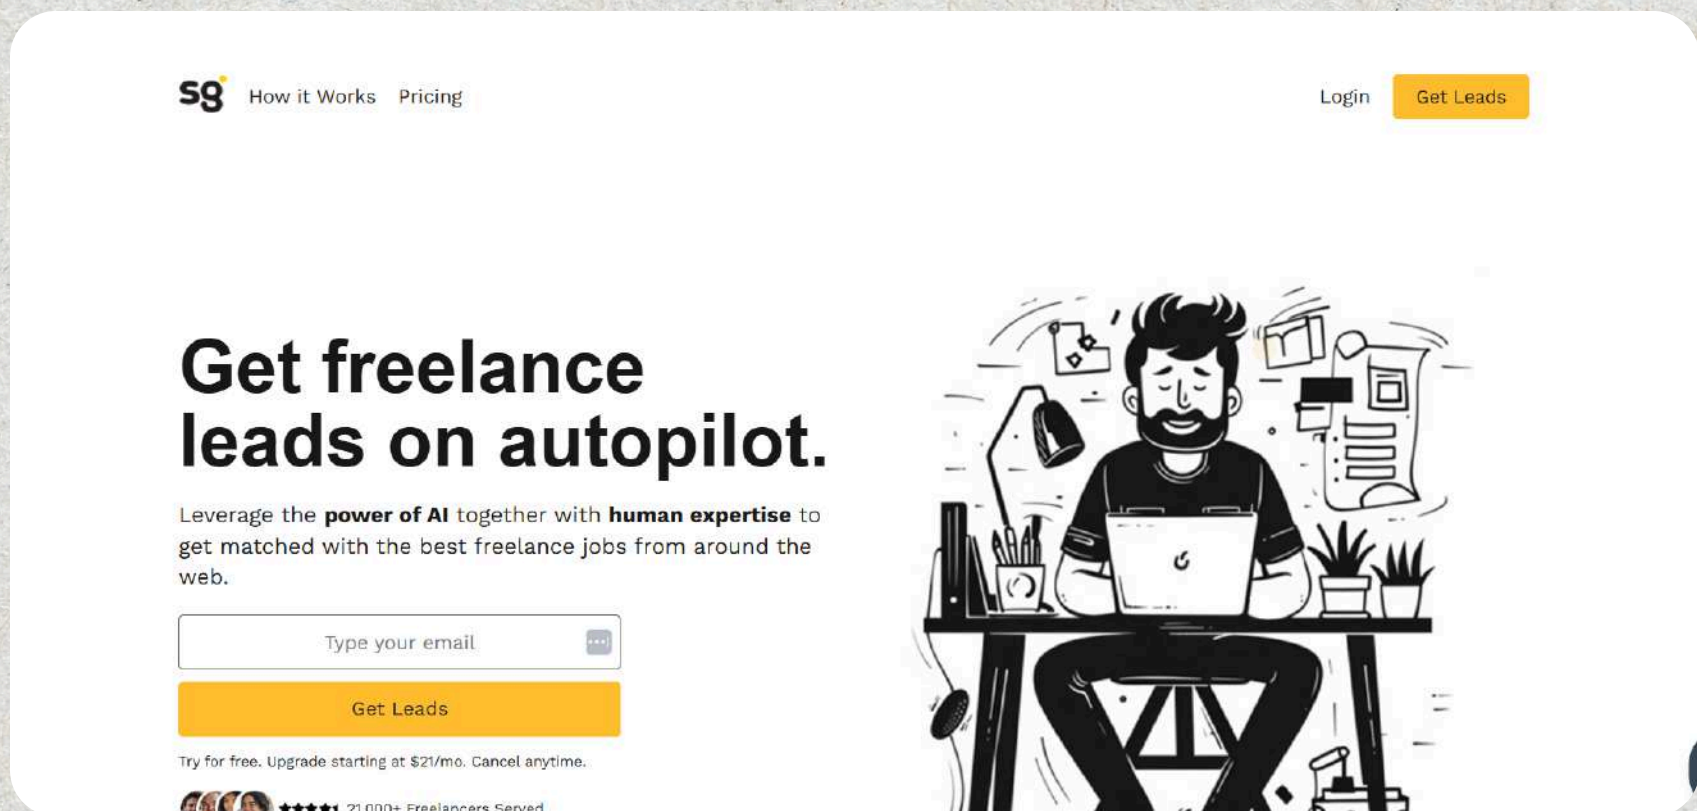 sg
How it Works
Pricing
Login
Get Leads
Get freelance
leads on autopilot.
Leverage the power of AI together with human expertise to
get matched with the best freelance jobs from around the
web.
Type your email
Get Leads
Try for free. Upgrade starting at $21/mo. Cancel anytime.
21,000+ Freelancers Served